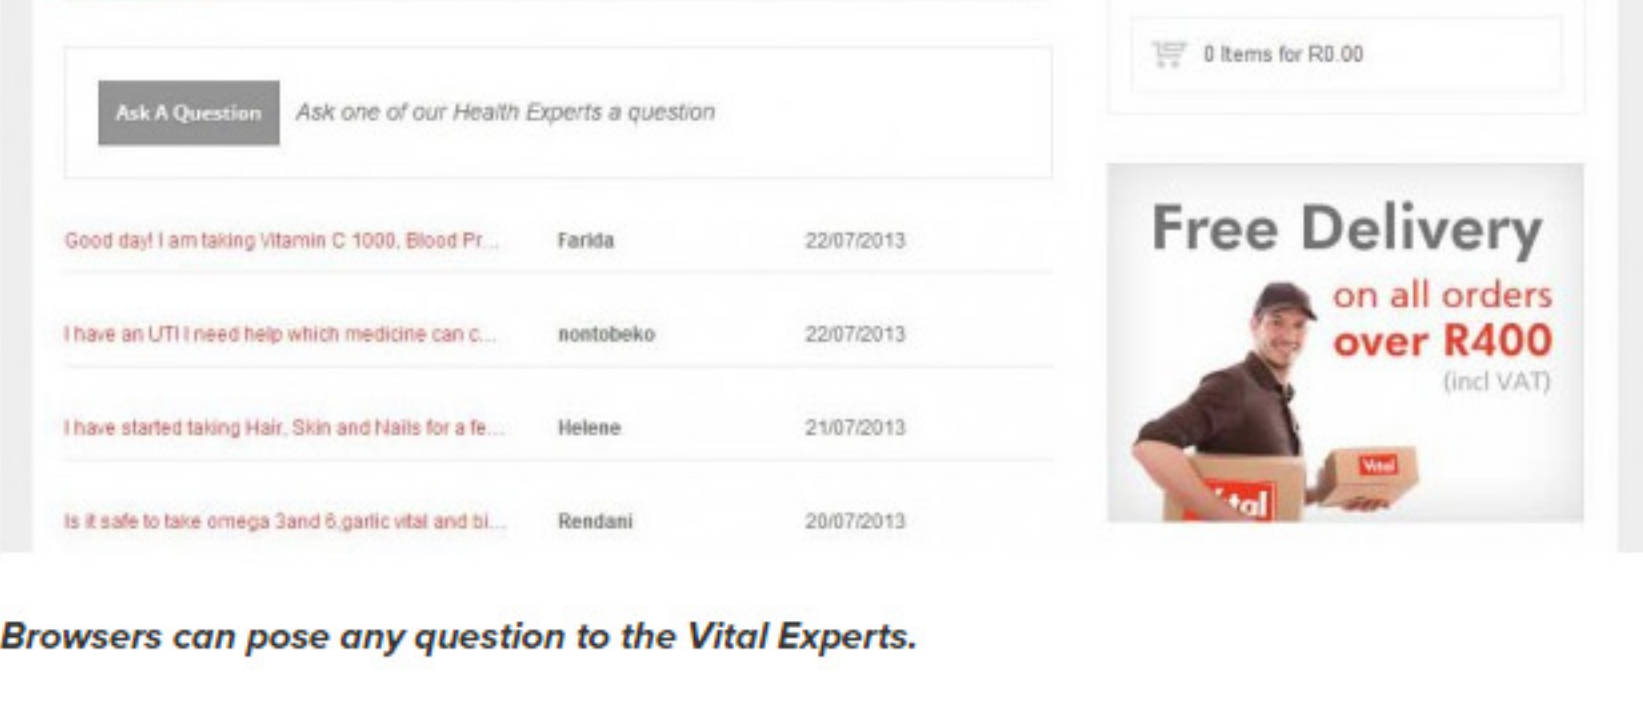 0 Items for R0.00
Ask A Question Ask one of our Health Experts a question
Good day! I am taking Vitamin C 1000, Blood Pr... Farida 22/07/2013
I have an UTI I need help which medicine can c... nontobeko 22/07/2013
I have started taking Hair, Skin and Nails for a fe... Helene 21/07/2013
Is it safe to take omega 3and 6,garlic vital and bi... Rendani 20/07/2013
Free Delivery
on all orders
over R400
(incl VAT)
Vital
Vital
Browsers can pose any question to the Vital Experts.